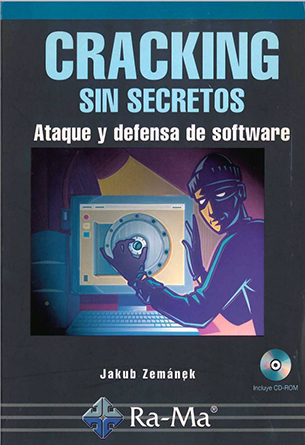 CRACKING
SIN SECRETOS
Ataque y defensa de software
Jakub Zemánek
Incluye CD-ROM
Ra-Ma®